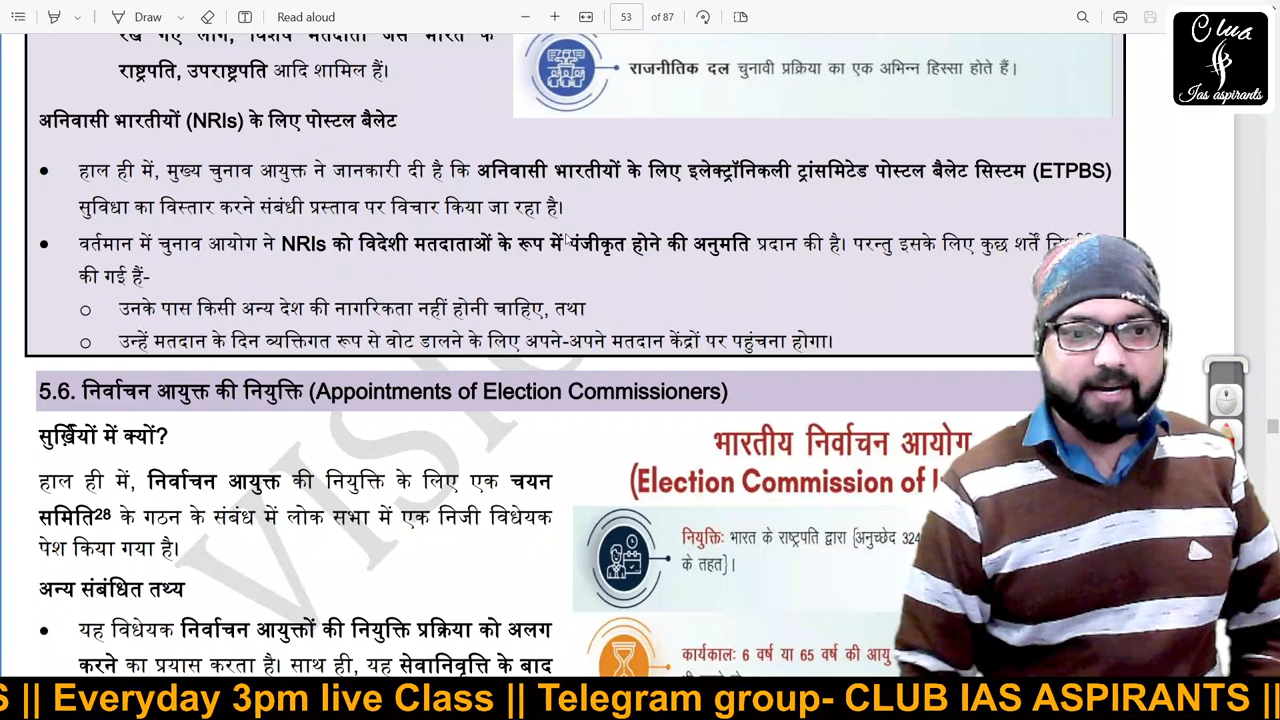 Draw
Read aloud
53 of 87
Clua
Ias aspirants
रखे गए लोग, विशेष मतदाता जैसे भारत के
राष्ट्रपति, उपराष्ट्रपति आदि शामिल हैं।
राजनीतिक दल चुनावी प्रक्रिया का एक अभिन्न हिस्सा होते हैं।
अनिवासी भारतीयों (NRIs) के लिए पोस्टल बैलेट
● हाल ही में, मुख्य चुनाव आयुक्त ने जानकारी दी है कि अनिवासी भारतीयों के लिए इलेक्ट्रॉनिकली ट्रांसमिटेड पोस्टल बैलेट सिस्टम (ETPBS)
सुविधा का विस्तार करने संबंधी प्रस्ताव पर विचार किया जा रहा है।
● वर्तमान में चुनाव आयोग ने NRIs को विदेशी मतदाताओं के रूप में पंजीकृत होने की अनुमति प्रदान की है। परन्तु इसके लिए कुछ शर्तें
की गई हैं-
○ उनके पास किसी अन्य देश की नागरिकता नहीं होनी चाहिए, तथा
○ उन्हें मतदान के दिन व्यक्तिगत रूप से वोट डालने के लिए अपने-अपने मतदान केंद्रों पर पहुंचना होगा।
5.6. निर्वाचन आयुक्त की नियुक्ति (Appointments of Election Commissioners)
सुर्ख़ियों में क्यों?
हाल ही में, निर्वाचन आयुक्त की नियुक्ति के लिए एक चयन
समिति28 के गठन के संबंध में लोक सभा में एक निजी विधेयक
पेश किया गया है।
अन्य संबंधित तथ्य
● यह विधेयक निर्वाचन आयुक्तों की नियुक्ति प्रक्रिया को अलग
करने का प्रयास करता है। साथ ही, यह सेवानिवृत्ति के बाद
भारतीय निर्वाचन आयोग
(Election Commission of
नियुक्तिः भारत के राष्ट्रपति द्वारा {अनुच्छेद 324
के तहत}।
कार्यकालः 6 वर्ष या 65 वर्ष की आयु
VISI
S || Everyday 3pm live Class || Telegram group- CLUB IAS ASPIRANTS ||